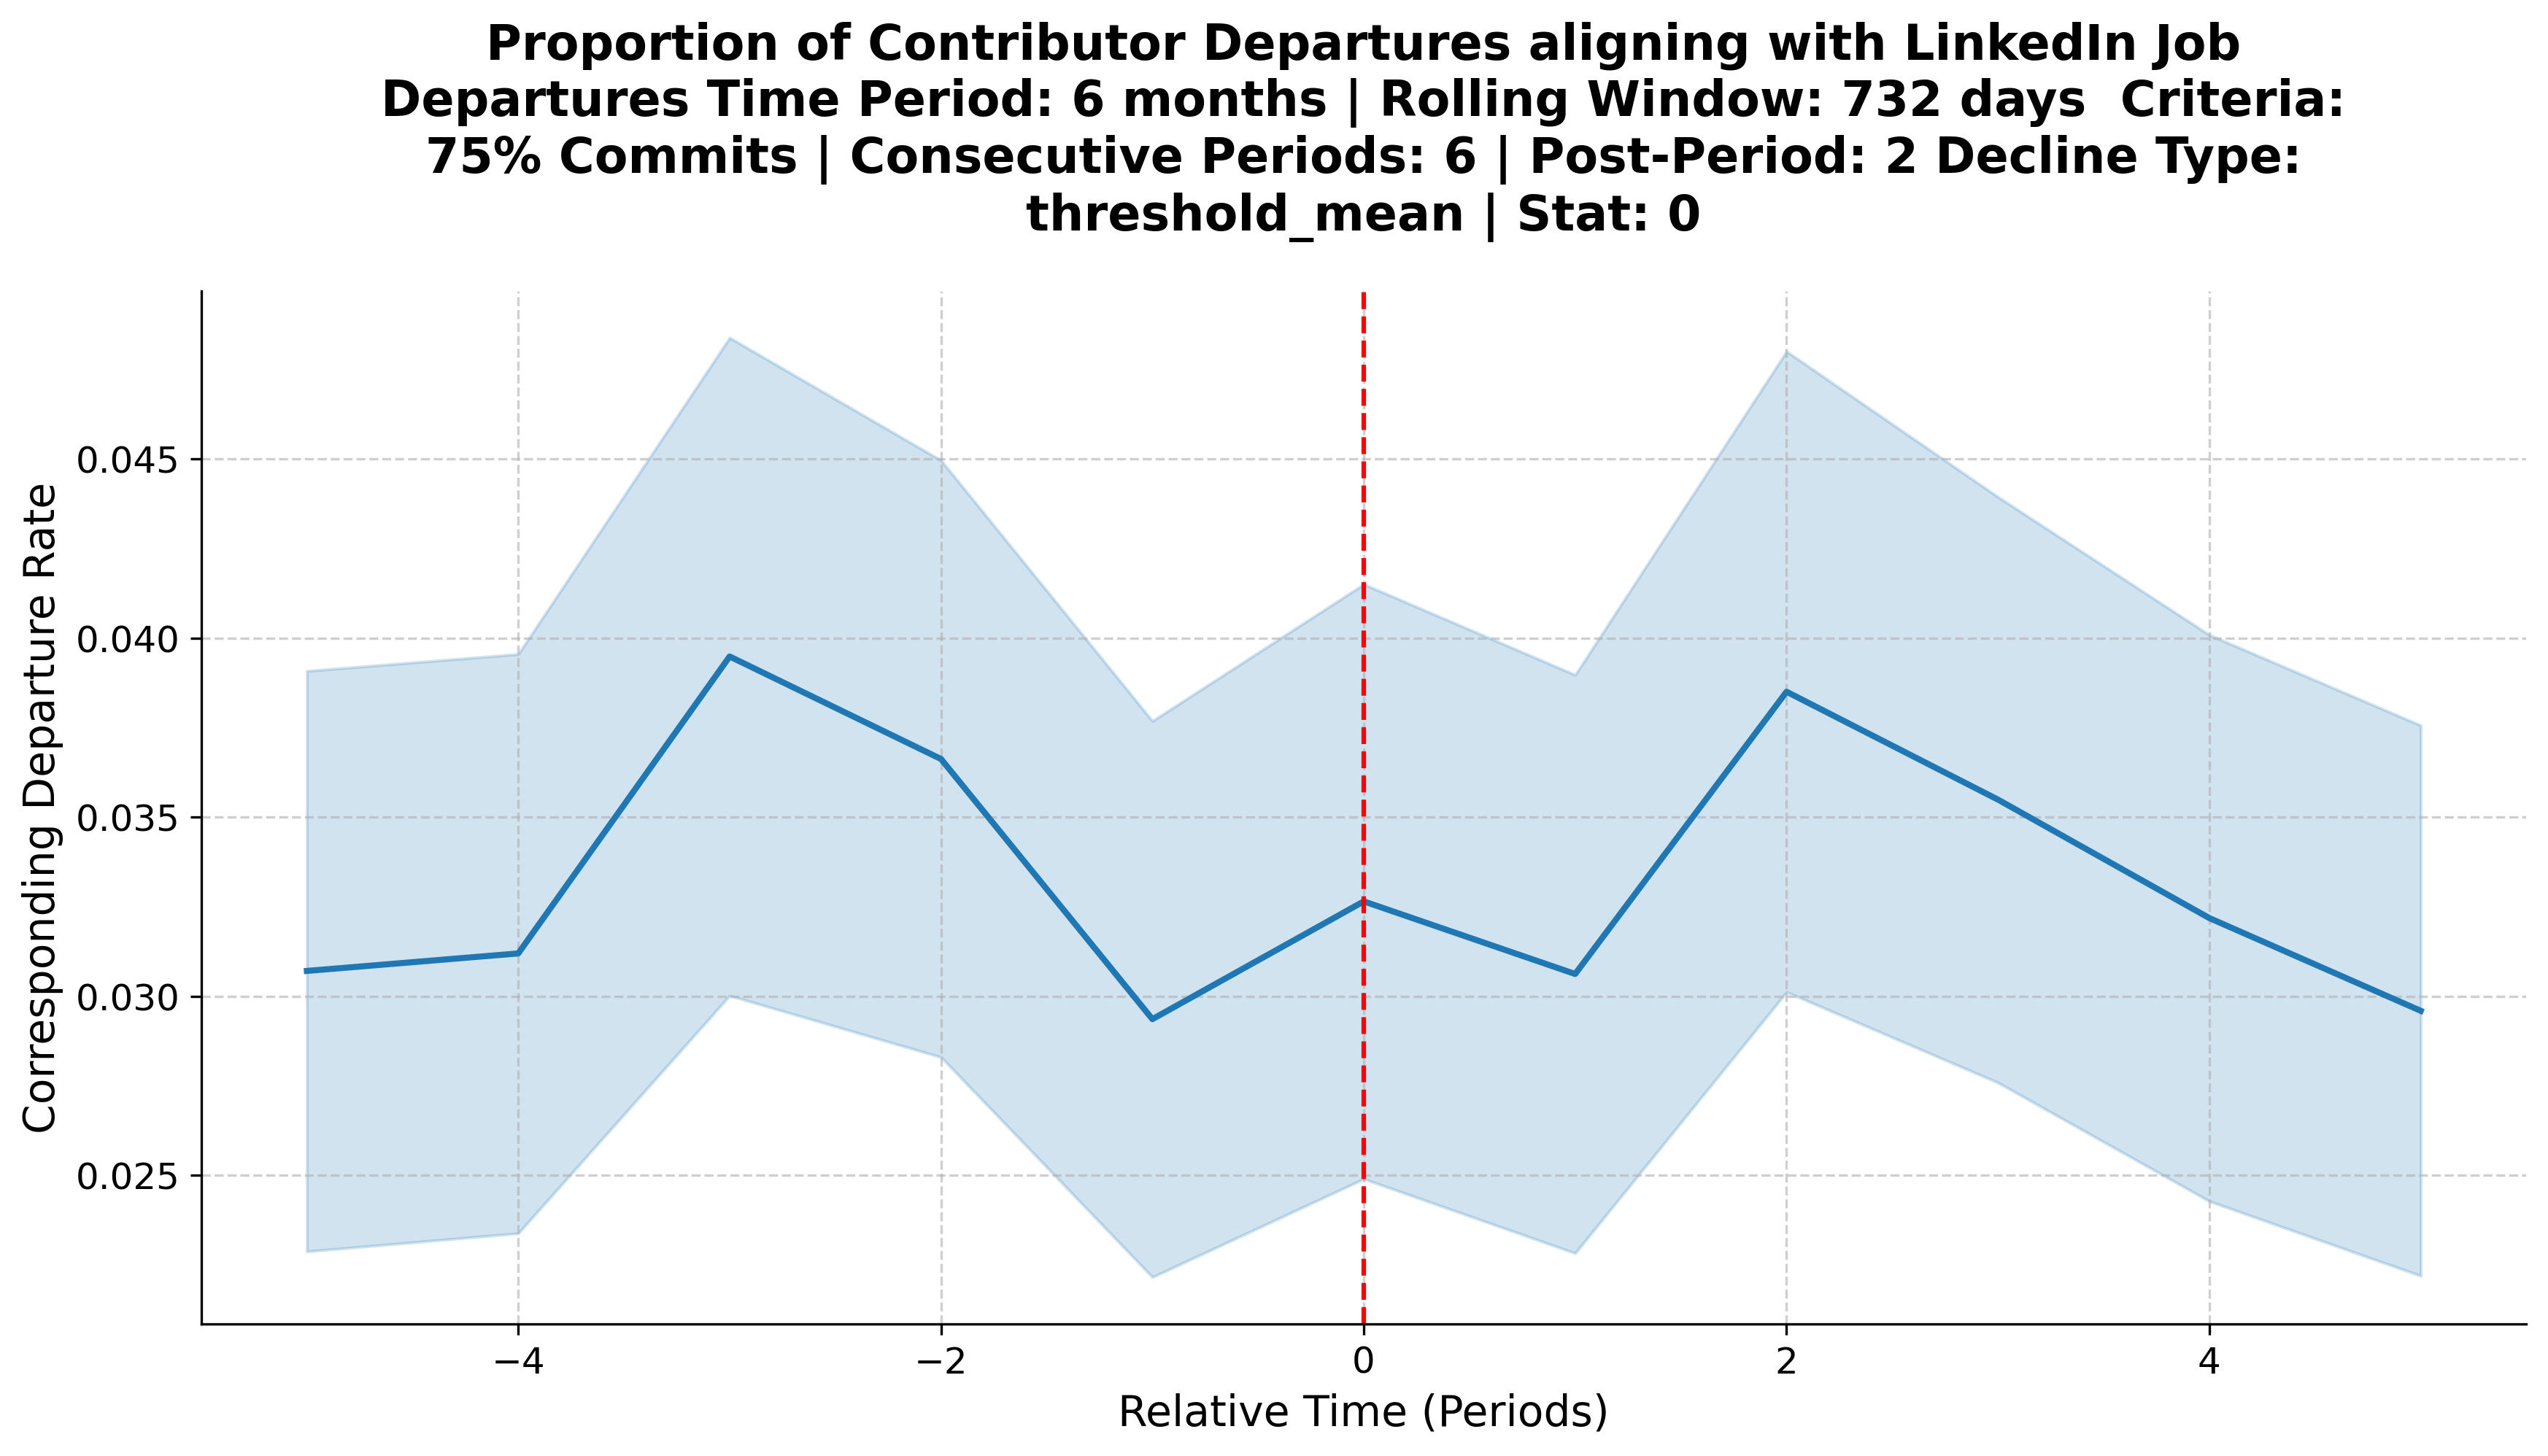 Proportion of Contributor Departures aligning with LinkedIn Job
Departures Time Period: 6 months | Rolling Window: 732 days  Criteria:
75% Commits | Consecutive Periods: 6 | Post-Period: 2 Decline Type:
threshold_mean | Stat: 0
Corresponding Departure Rate
0.045
0.040
0.035
0.030
0.025
−4
−2
0
2
4
Relative Time (Periods)